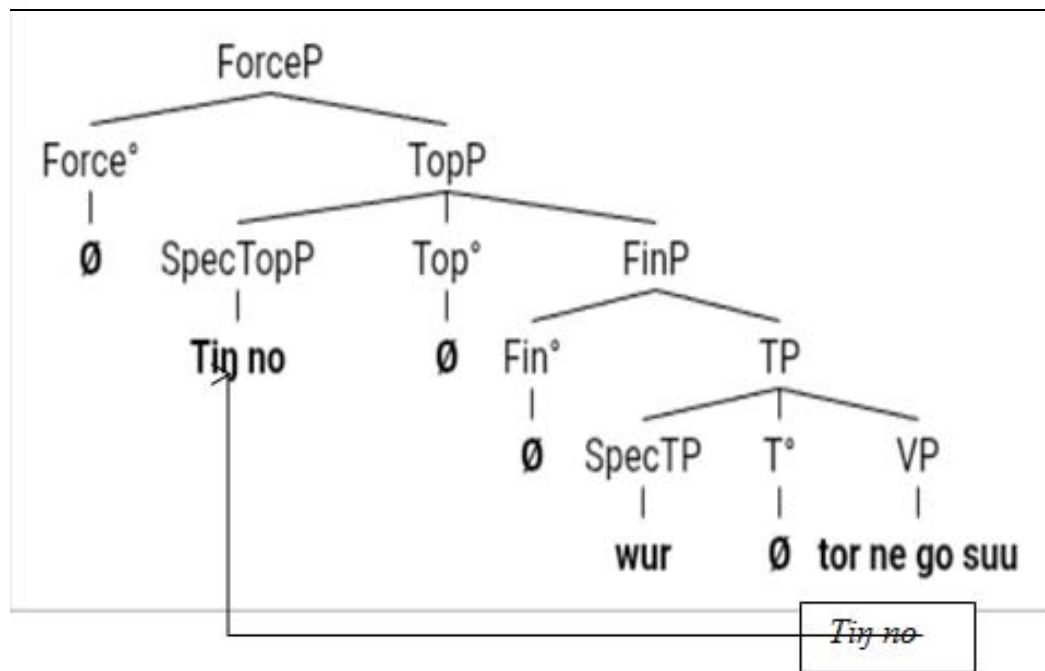 ForceP
Force° TopP
Ø SpecTopP Top° FinP
Tiŋ no Ø Fin° TP
Ø SpecTP T° VP
wur Ø tor ne go suu
Tiŋ no